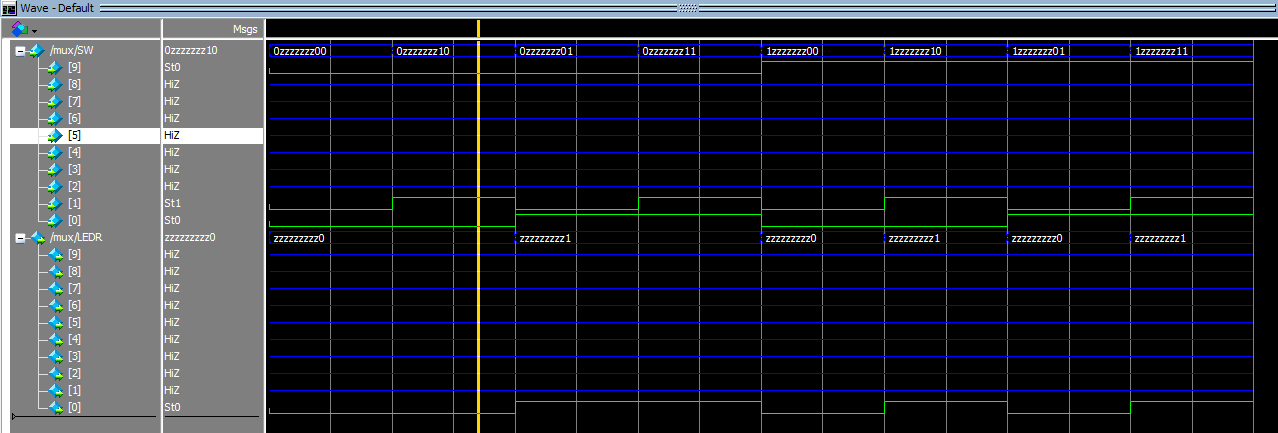 Wave - Default
Msgs
/mux/SW 0zzzzzzz10 0zzzzzzz00 0zzzzzzz10 0zzzzzzz01 0zzzzzzz11 1zzzzzzz00 1zzzzzzz10 1zzzzzzz01 1zzzzzzz11
[9] St0
[8] HiZ
[7] HiZ
[6] HiZ
[5] HiZ
[4] HiZ
[3] HiZ
[2] HiZ
[1] St1
[0] St0
/mux/LEDR zzzzzzzzz0 zzzzzzzzz0 zzzzzzzzz1 zzzzzzzzz0 zzzzzzzzz1 zzzzzzzzz0 zzzzzzzzz1
[9] HiZ
[8] HiZ
[7] HiZ
[6] HiZ
[5] HiZ
[4] HiZ
[3] HiZ
[2] HiZ
[1] HiZ
[0] St0